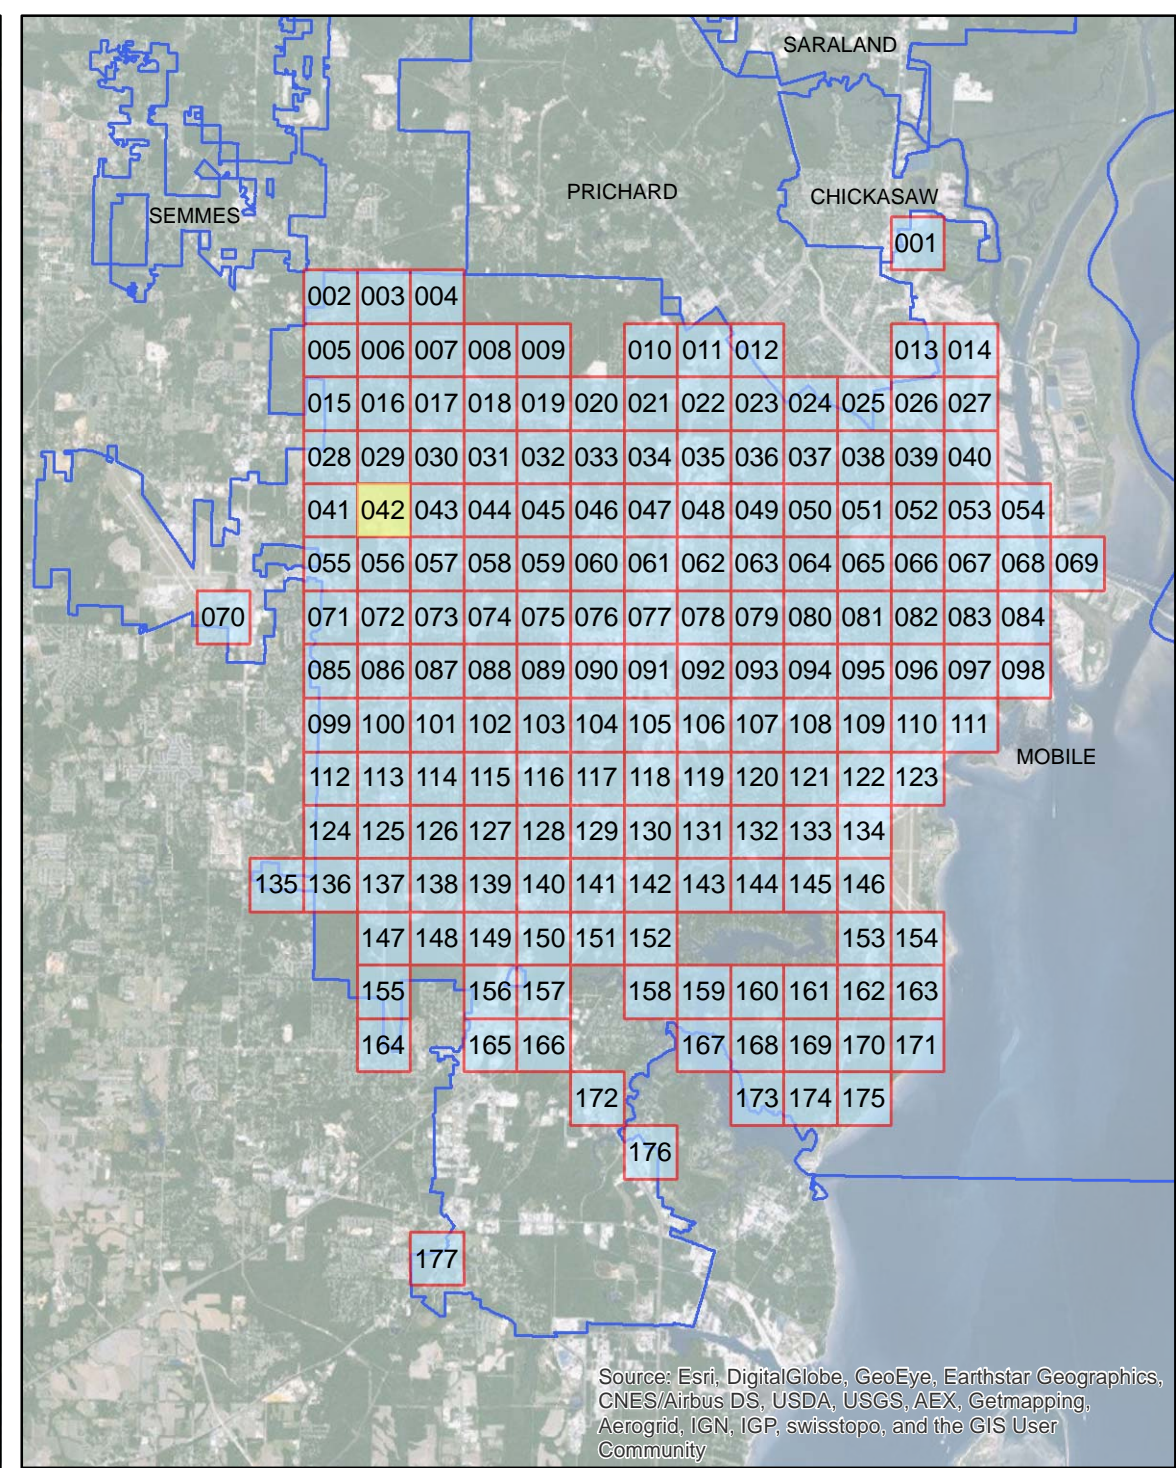 SARALAND
PRICHARD
CHICKASAW
SEMMES
001
002 003 004
005 006 007 008 009 010 011 012 013 014
015 016 017 018 019 020 021 022 023 024 025 026 027
028 029 030 031 032 033 034 035 036 037 038 039 040
041 042 043 044 045 046 047 048 049 050 051 052 053 054
055 056 057 058 059 060 061 062 063 064 065 066 067 068 069
070 071 072 073 074 075 076 077 078 079 080 081 082 083 084
085 086 087 088 089 090 091 092 093 094 095 096 097 098
099 100 101 102 103 104 105 106 107 108 109 110 111
MOBILE
112 113 114 115 116 117 118 119 120 121 122 123
124 125 126 127 128 129 130 131 132 133 134
135 136 137 138 139 140 141 142 143 144 145 146
147 148 149 150 151 152 153 154
155 156 157 158 159 160 161 162 163
164 165 166 167 168 169 170 171
172 173 174 175
176
177
Source: Esri, DigitalGlobe, GeoEye, Earthstar Geographics,
CNES/Airbus DS, USDA, USGS, AEX, Getmapping,
Aerogrid, IGN, IGP, swisstopo, and the GIS User
Community